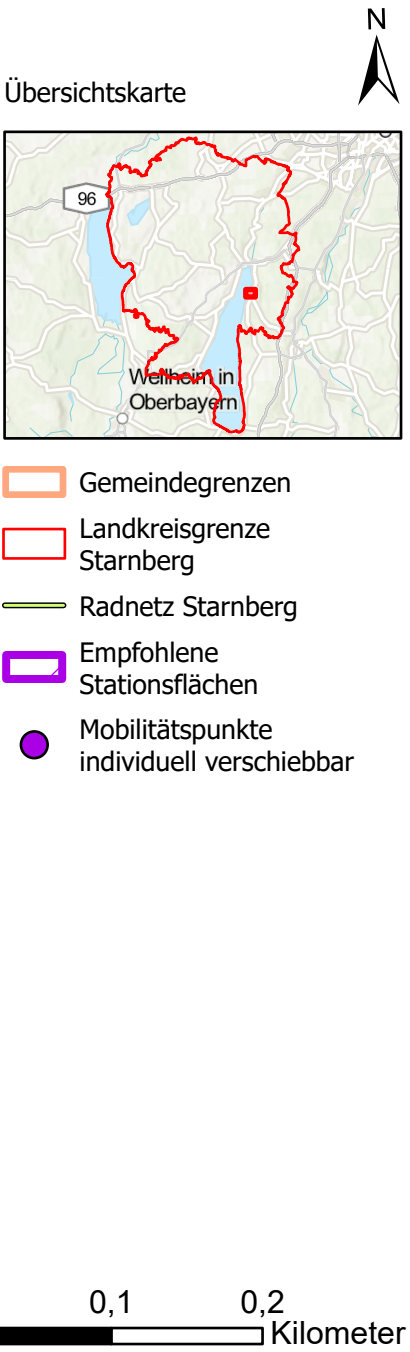 N
Übersichtskarte
96
Weilheim in
Oberbayern
Gemeindegrenzen
Landkreisgrenze
Starnberg
Radnetz Starnberg
Empfohlene
Stationsflächen
Mobilitätspunkte
individuell verschiebbar
0,1 0,2
Kilometer